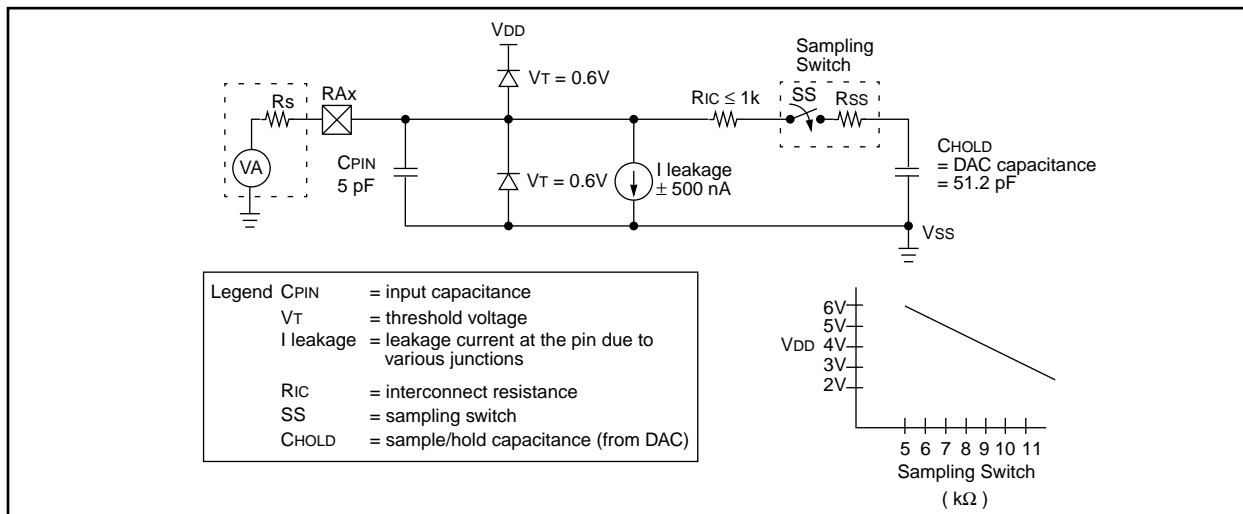 VDD
Sampling
Switch
VT = 0.6V
Rs
RAx
RIC ≤ 1k
SS
RSS
VA
CPIN
5 pF
VT = 0.6V
I leakage
± 500 nA
CHOLD
= DAC capacitance
= 51.2 pF
VSS
Legend CPIN = input capacitance
VT = threshold voltage
I leakage = leakage current at the pin due to
various junctions
RIC = interconnect resistance
SS = sampling switch
CHOLD = sample/hold capacitance (from DAC)
6V
5V
VDD 4V
3V
2V
5 6 7 8 9 10 11
Sampling Switch
( kΩ )